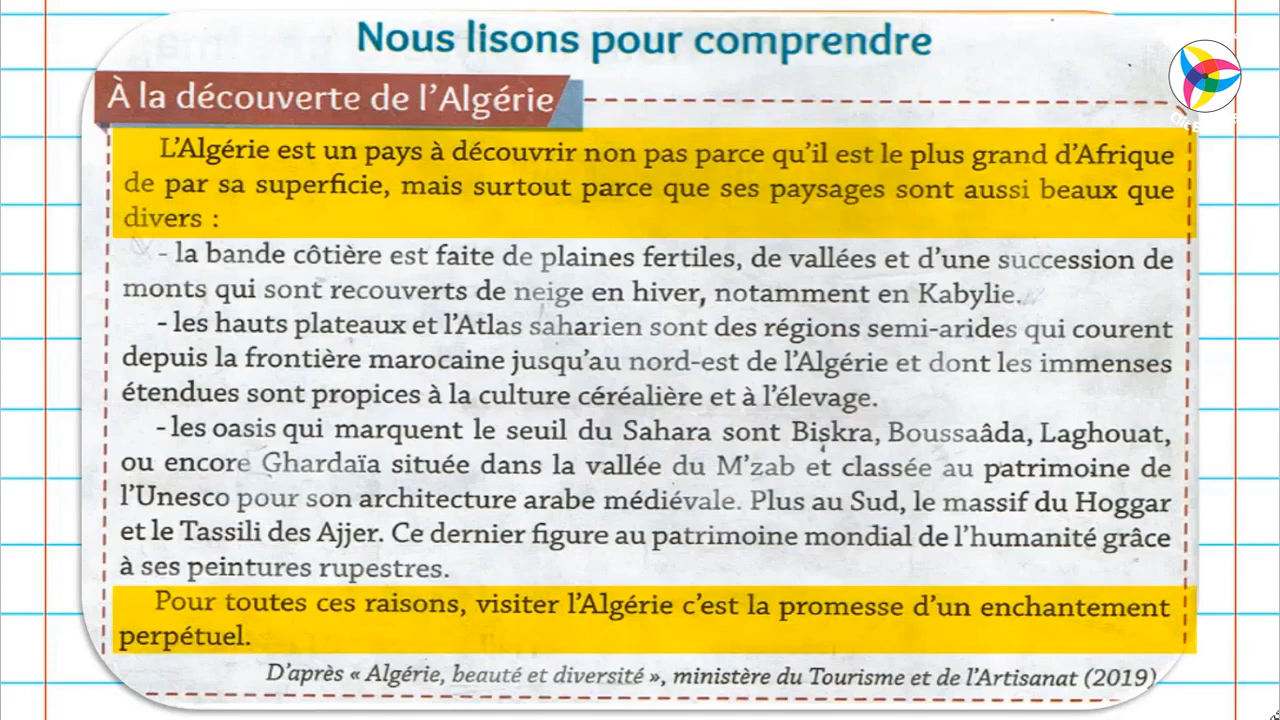 Nous lisons pour comprendre
À la découverte de l'Algérie
L'Algérie est un pays à découvrir non pas parce qu'il est le plus grand d'Afrique
de par sa superficie, mais surtout parce que ses paysages sont aussi beaux que
divers :
- la bande côtière est faite de plaines fertiles, de vallées et d'une succession de
monts qui sont recouverts de neige en hiver, notamment en Kabylie.
- les hauts plateaux et l'Atlas saharien sont des régions semi-arides qui courent
depuis la frontière marocaine jusqu'au nord-est de l'Algérie et dont les immenses
étendues sont propices à la culture céréalière et à l'élevage.
- les oasis qui marquent le seuil du Sahara sont Biskra, Boussaâda, Laghouat,
ou encore Ghardaïa située dans la vallée du M'zab et classée au patrimoine de
l'Unesco pour son architecture arabe médiévale. Plus au Sud, le massif du Hoggar
et le Tassili des Ajjer. Ce dernier figure au patrimoine mondial de l'humanité grâce
à ses peintures rupestres.
Pour toutes ces raisons, visiter l'Algérie c'est la promesse d'un enchantement
perpétuel.
D'après « Algérie, beauté et diversité », ministère du Tourisme et de l'Artisanat (2019)